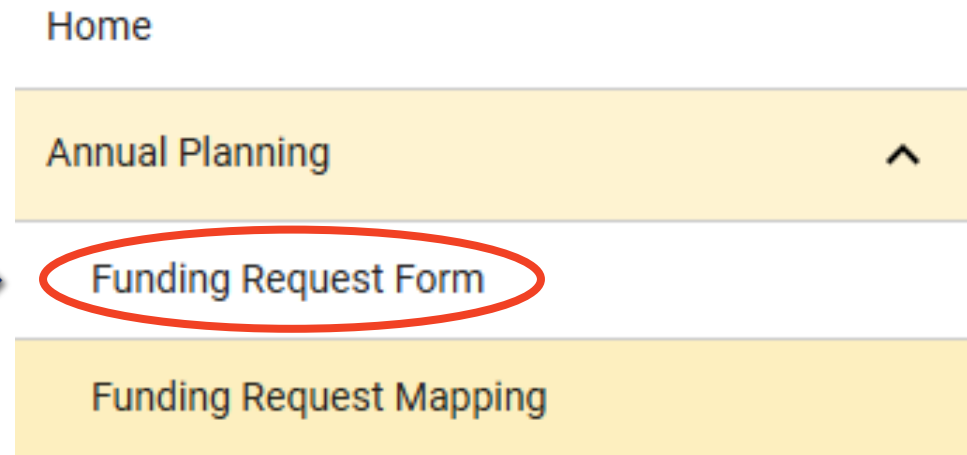 Home
Annual Planning
Funding Request Form
Funding Request Mapping